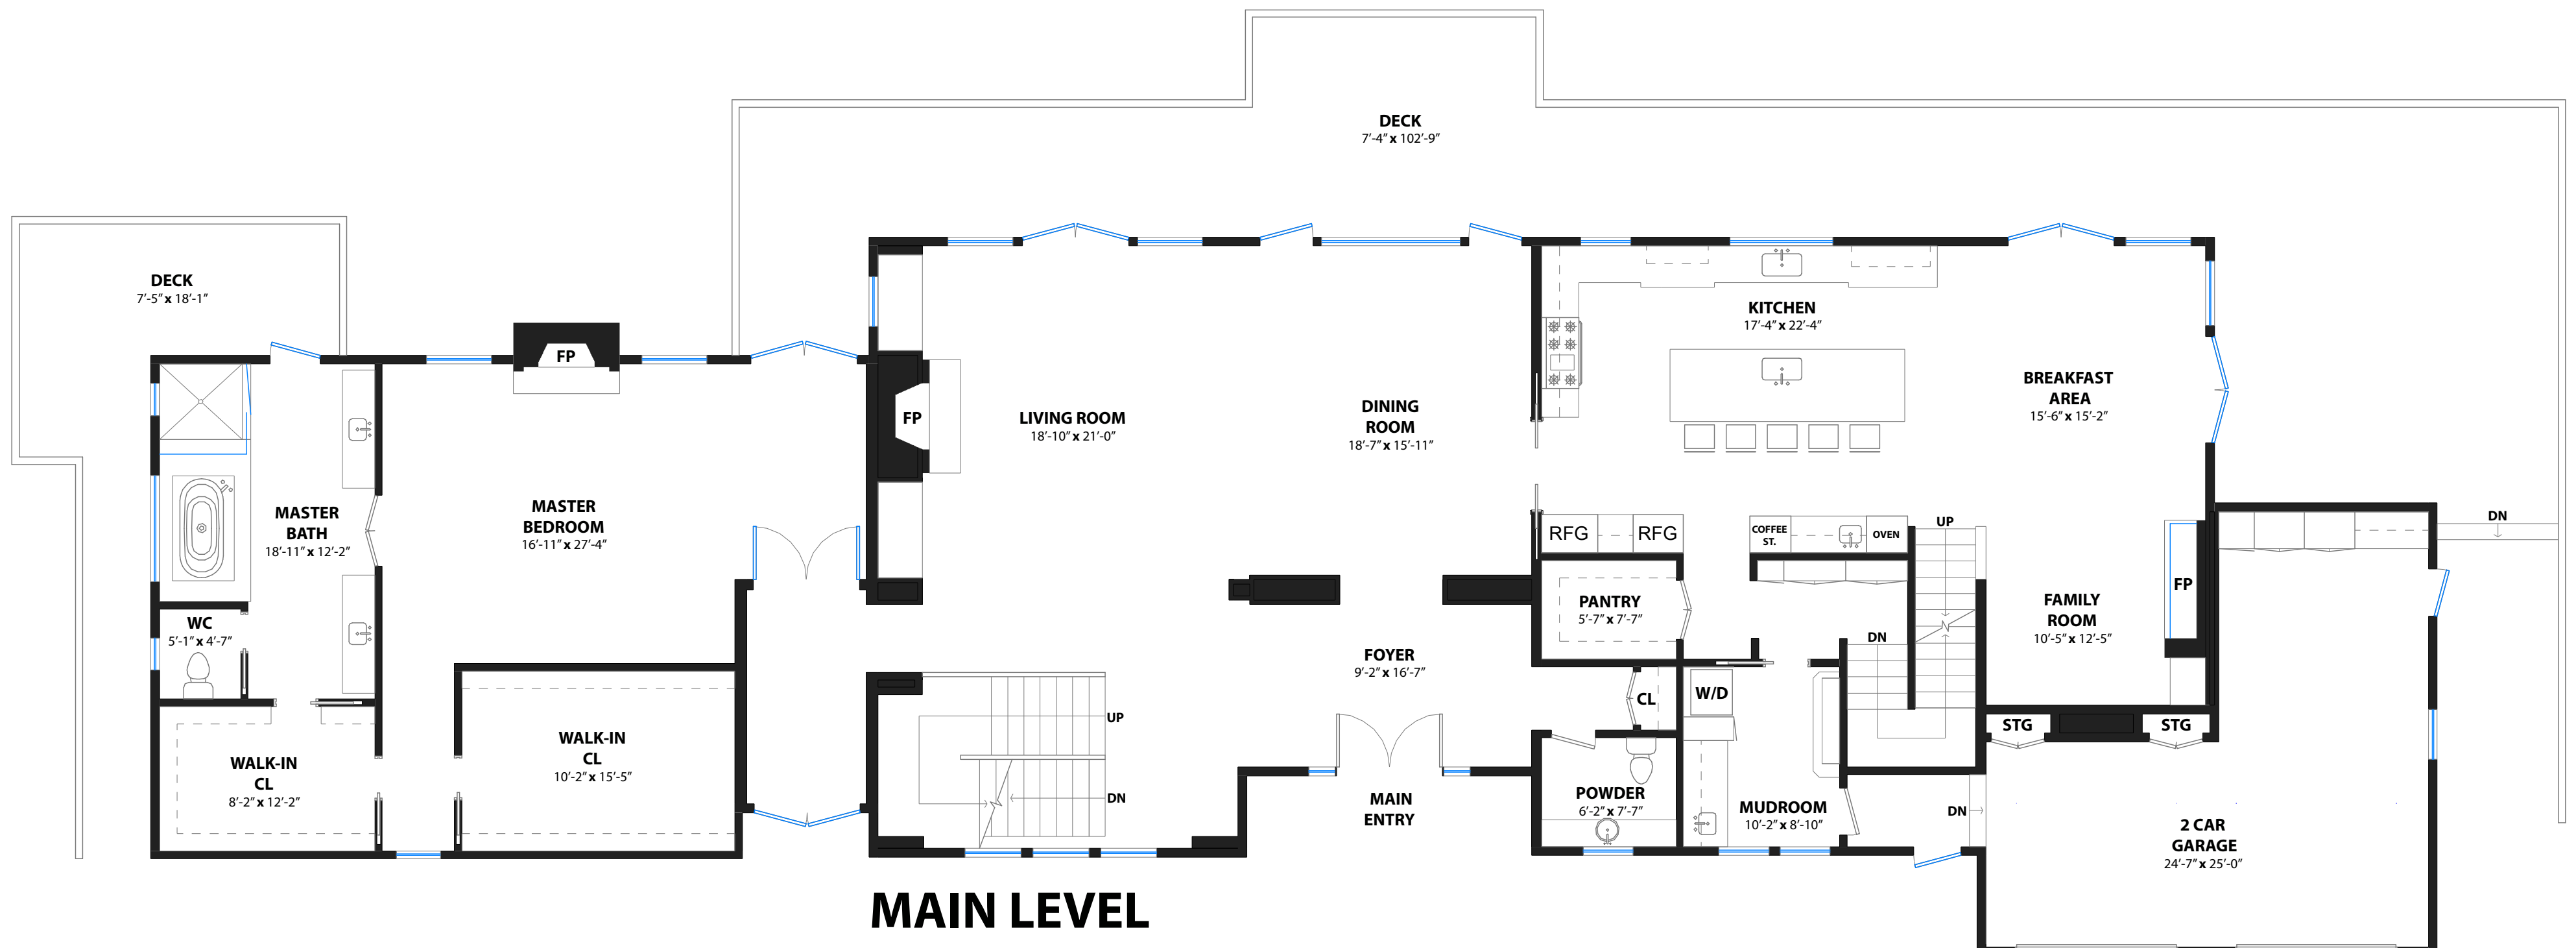 DECK
7'-4" x 102'-9"
DECK
7'-5" x 18'-1"
FP
MASTER
BATH
18'-11" x 12'-2"
WC
5'-1" x 4'-7"
WALK-IN
CL
8'-2" x 12'-2"
MASTER
BEDROOM
16'-11" x 27'-4"
WALK-IN
CL
10'-2" x 15'-5"
FP
LIVING ROOM
18'-10" x 21'-0"
DINING
ROOM
18'-7" x 15'-11"
UP
DN
FOYER
9'-2" x 16'-7"
MAIN
ENTRY
KITCHEN
17'-4" x 22'-4"
BREAKFAST
AREA
15'-6" x 15'-2"
RFG
RFG
COFFEE
ST.
OVEN
UP
DN
PANTRY
5'-7" x 7'-7"
FAMILY
ROOM
10'-5" x 12'-5"
FP
DN
CL
W/D
POWDER
6'-2" x 7'-7"
MUDROOM
10'-2" x 8'-10"
DN
STG
STG
2 CAR
GARAGE
24'-7" x 25'-0"
MAIN LEVEL